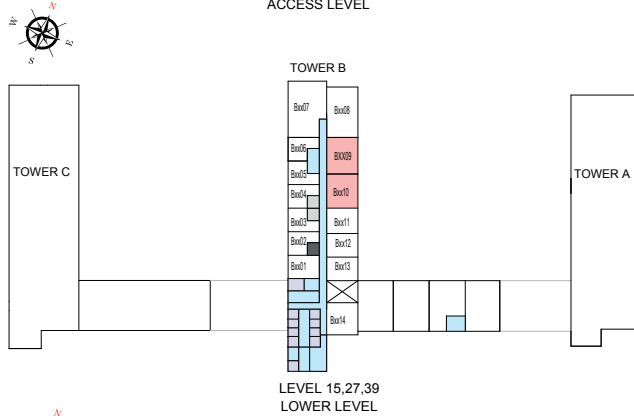 ACCESS LEVEL
N
W
E
S
TOWER B
Bxx07
Bxx08
Bxx06
BXX09
Bxx05
TOWER C
TOWER A
Bxx04
Bxx10
Bxx03
Bxx11
Bxx02
Bxx12
Bxx01
Bxx13
Bxx14
LEVEL 15,27,39
LOWER LEVEL
N